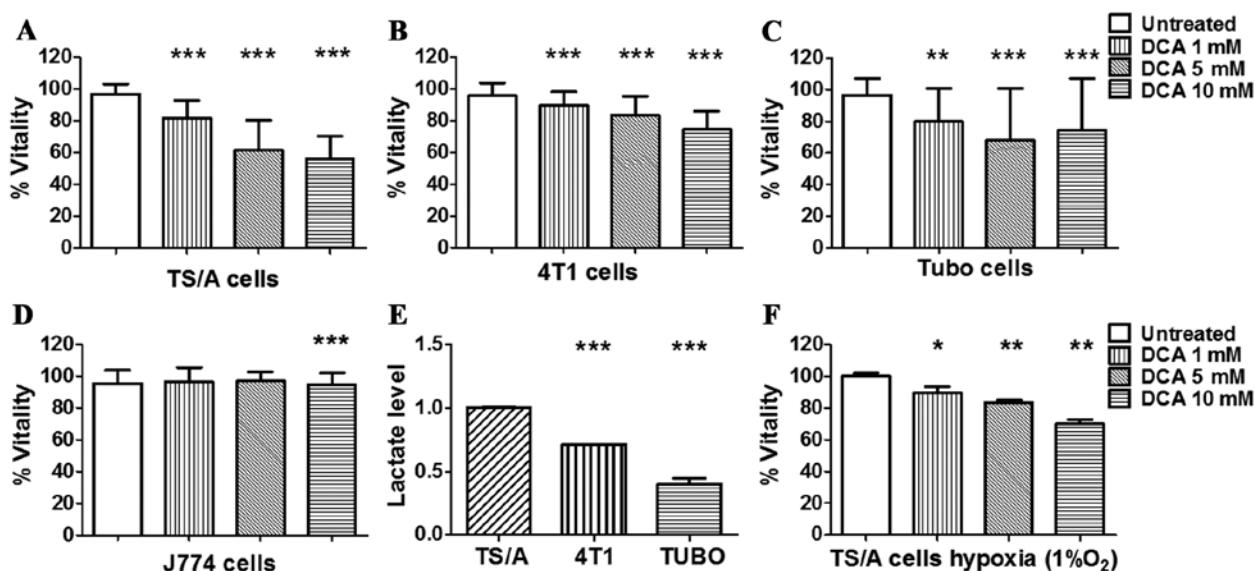 A
*** *** ***
% Vitality
120
100
80
60
40
20
0
TS/A cells
B
*** *** ***
% Vitality
120
100
80
60
40
20
0
4T1 cells
C
** *** ***
% Vitality
120
100
80
60
40
20
0
Tubo cells
Untreated
DCA 1 mM
DCA 5 mM
DCA 10 mM
D
***
% Vitality
120
100
80
60
40
20
0
J774 cells
E
*** ***
Lactate level
1.5
1.0
0.5
0.0
TS/A 4T1 TUBO
F
* ** **
% Vitality
120
100
80
60
40
20
0
TS/A cells hypoxia (1%O₂)
Untreated
DCA 1 mM
DCA 5 mM
DCA 10 mM